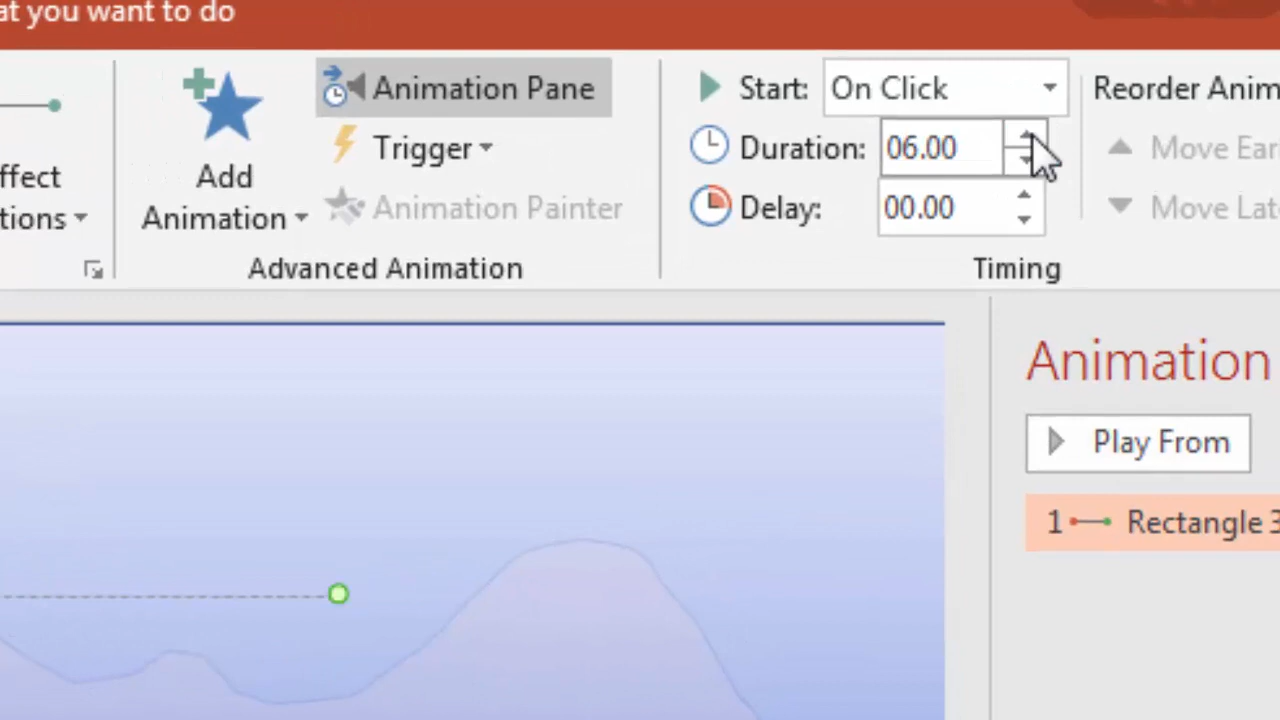 at you want to do
Animation Pane
Start: On Click
Reorder Anim
ffect
tions
Add
Animation
Trigger
Duration: 06.00
Move Ear
Animation Painter
Delay: 00.00
Move Late
Advanced Animation
Timing
Animation
Play From
1 Rectangle 3